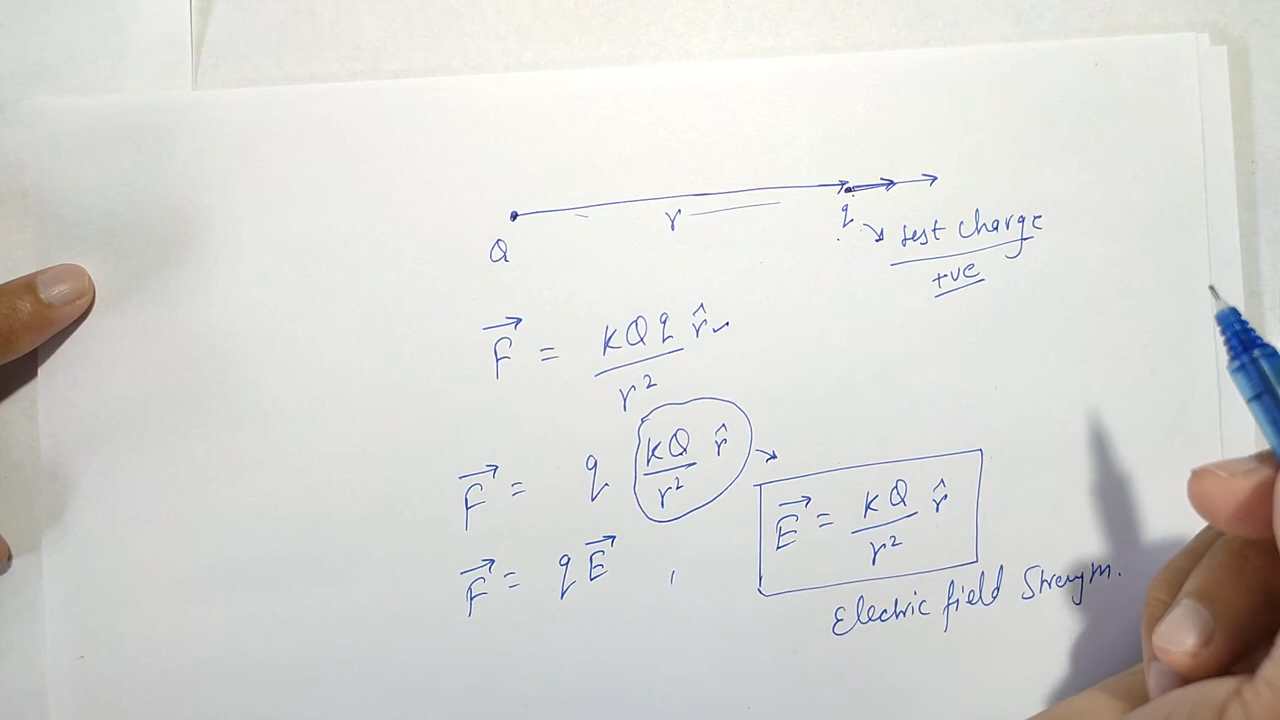 r
Q
q → test charge
+ve
F⃗ = kQq/r² r̂
F⃗ = q kQ/r² r̂ →
E⃗ = kQ/r² r̂
F⃗ = qE⃗ ,
Electric field Strength.